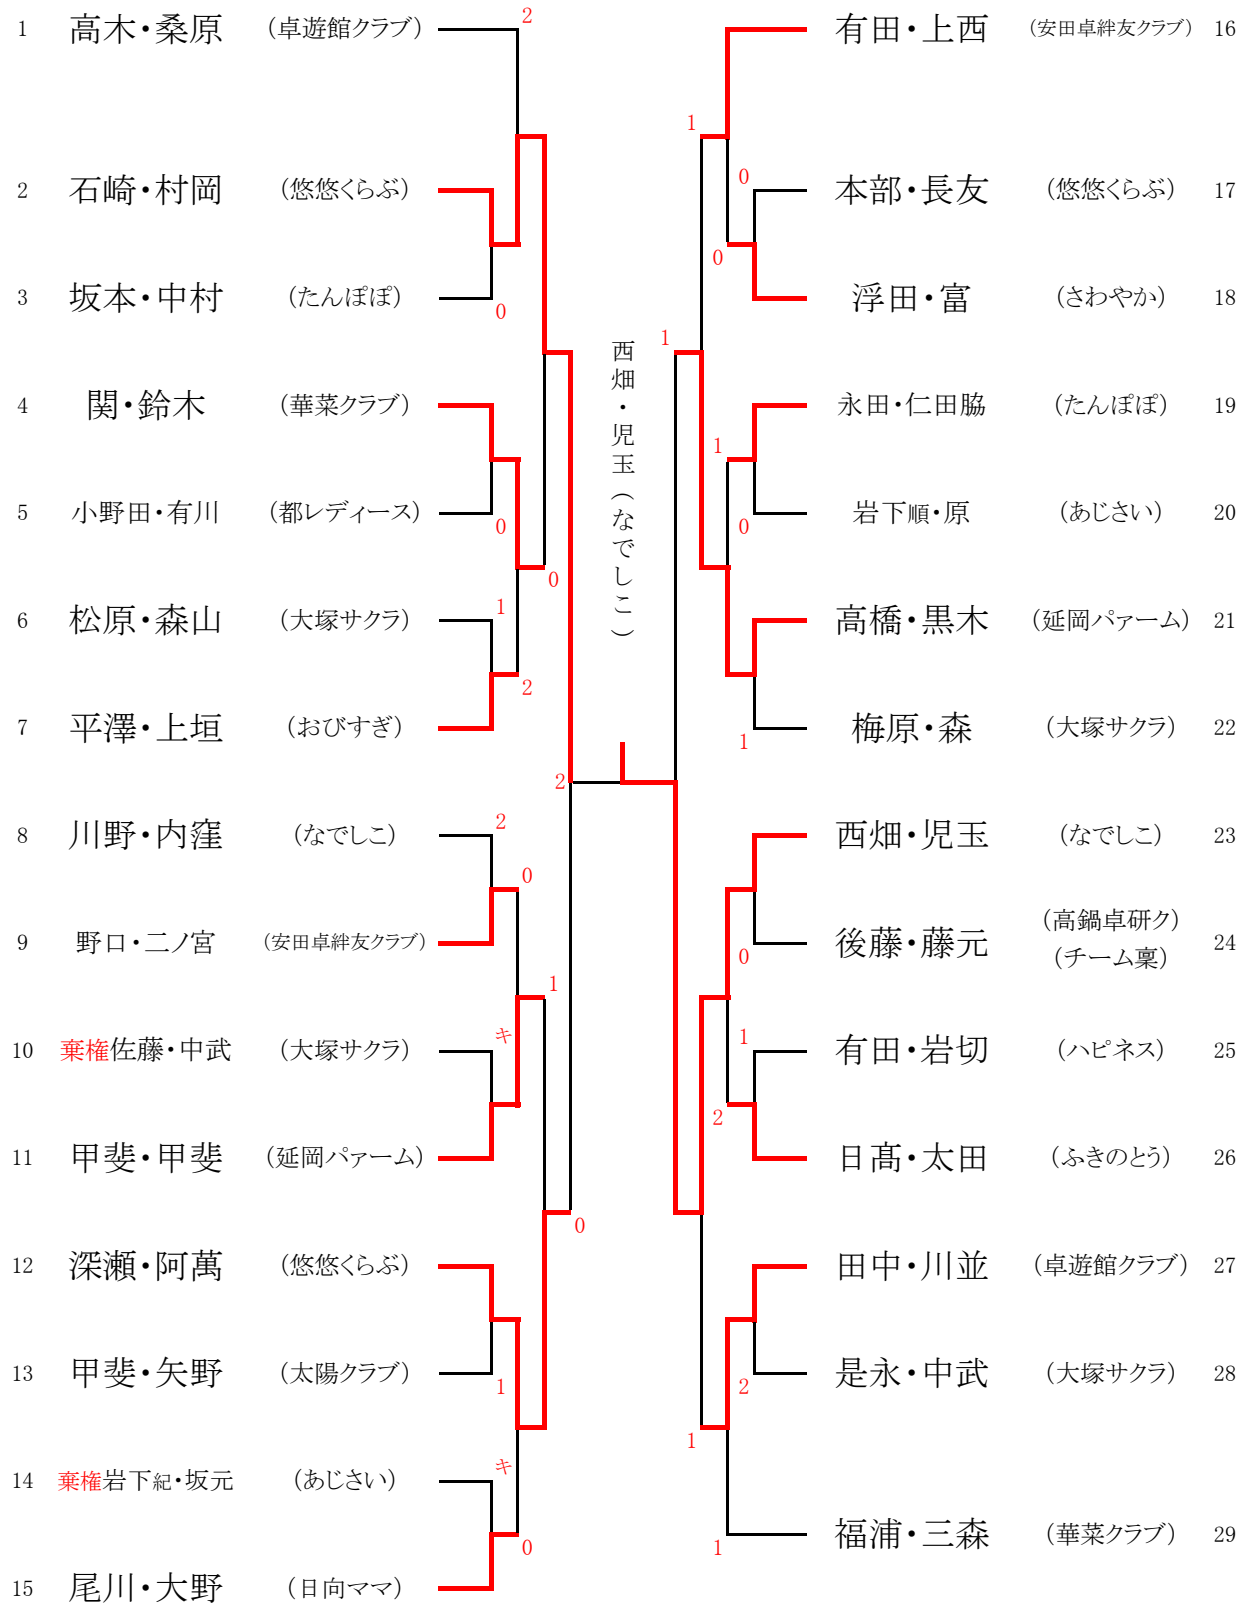 1 高木・桑原 (卓遊館クラブ) 2
2 石崎・村岡 (悠悠くらぶ)
3 坂本・中村 (たんぽぽ) 0
4 関・鈴木 (華菜クラブ)
5 小野田・有川 (都レディース) 0
0
6 松原・森山 (大塚サクラ) 1
2
7 平澤・上垣 (おびすぎ)
2
8 川野・内窪 (なでしこ) 2
0
9 野口・二ノ宮 (安田卓絆友クラブ)
1
10 棄権佐藤・中武 (大塚サクラ) キ
11 甲斐・甲斐 (延岡パァーム)
0
12 深瀬・阿萬 (悠悠くらぶ)
13 甲斐・矢野 (太陽クラブ) 1
14 棄権岩下紀・坂元 (あじさい) キ
0
15 尾川・大野 (日向ママ)
西畑・児玉(なでしこ)
有田・上西 (安田卓絆友クラブ) 16
1
0 本部・長友 (悠悠くらぶ) 17
0
浮田・富 (さわやか) 18
1
永田・仁田脇 (たんぽぽ) 19
1
0 岩下順・原 (あじさい) 20
高橋・黒木 (延岡パァーム) 21
1 梅原・森 (大塚サクラ) 22
西畑・児玉 (なでしこ) 23
0 後藤・藤元 (高鍋卓研ク) 24
(チーム稟)
1 有田・岩切 (ハピネス) 25
2
日髙・太田 (ふきのとう) 26
田中・川並 (卓遊館クラブ) 27
2 是永・中武 (大塚サクラ) 28
1
1 福浦・三森 (華菜クラブ) 29